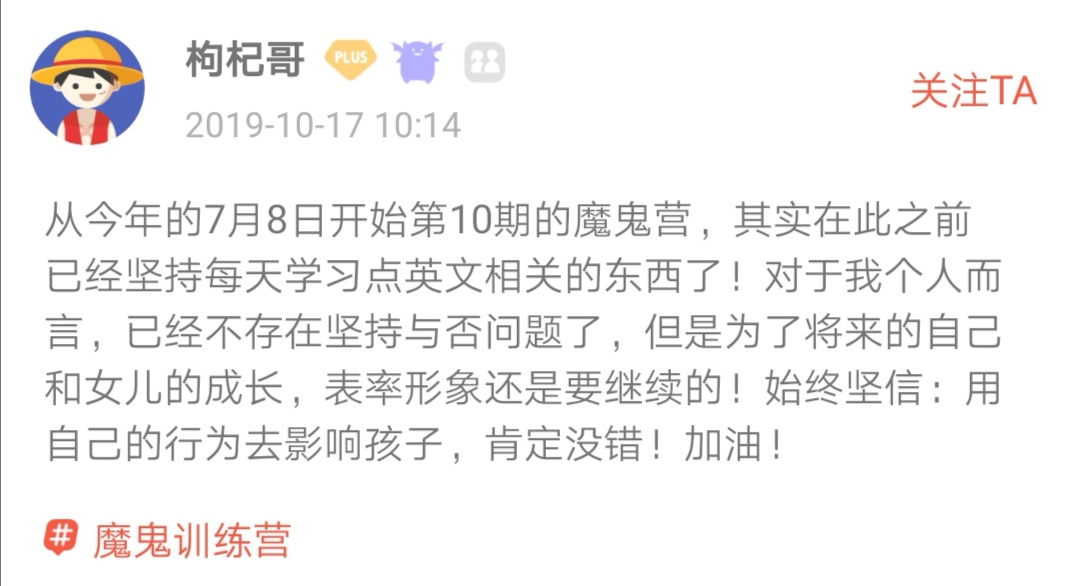 枸杞哥 PLUS
关注TA
2019-10-17 10:14
从今年的7月8日开始第10期的魔鬼营，其实在此之前
已经坚持每天学习点英文相关的东西了！对于我个人而
言，已经不存在坚持与否问题了，但是为了将来的自己
和女儿的成长，表率形象还是要继续的！始终坚信：用
自己的行为去影响孩子，肯定没错！加油！
# 魔鬼训练营